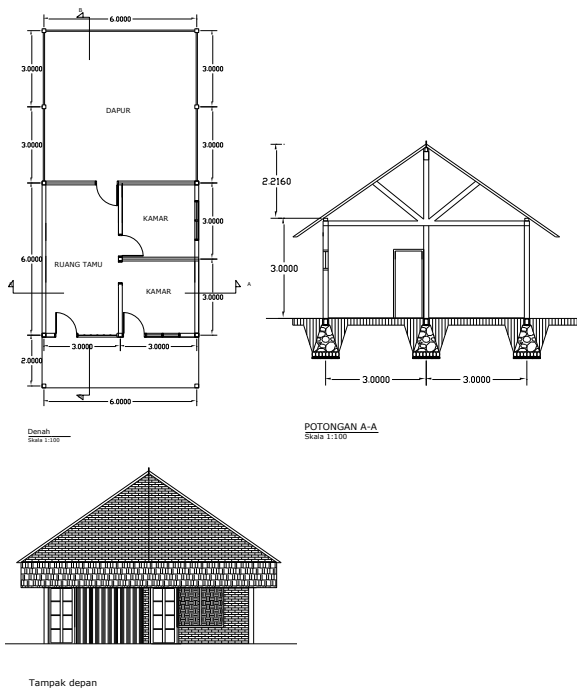 B
6.0000
3.0000
3.0000
DAPUR
3.0000
3.0000
KAMAR
3.0000
RUANG TAMU
6.0000
KAMAR
3.0000
A
3.0000
3.0000
2.0000
6.0000
Denah
Skala 1:100
2.2160
3.0000
3.0000
3.0000
POTONGAN A-A
Skala 1:100
Tampak depan